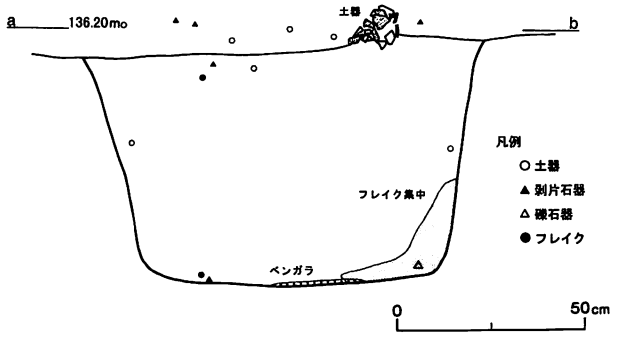 a 136.20m 土器 b
凡例
○ 土器
▲ 剥片石器
△ 礫石器
● フレイク
フレイク集中
ベンガラ
0 50cm